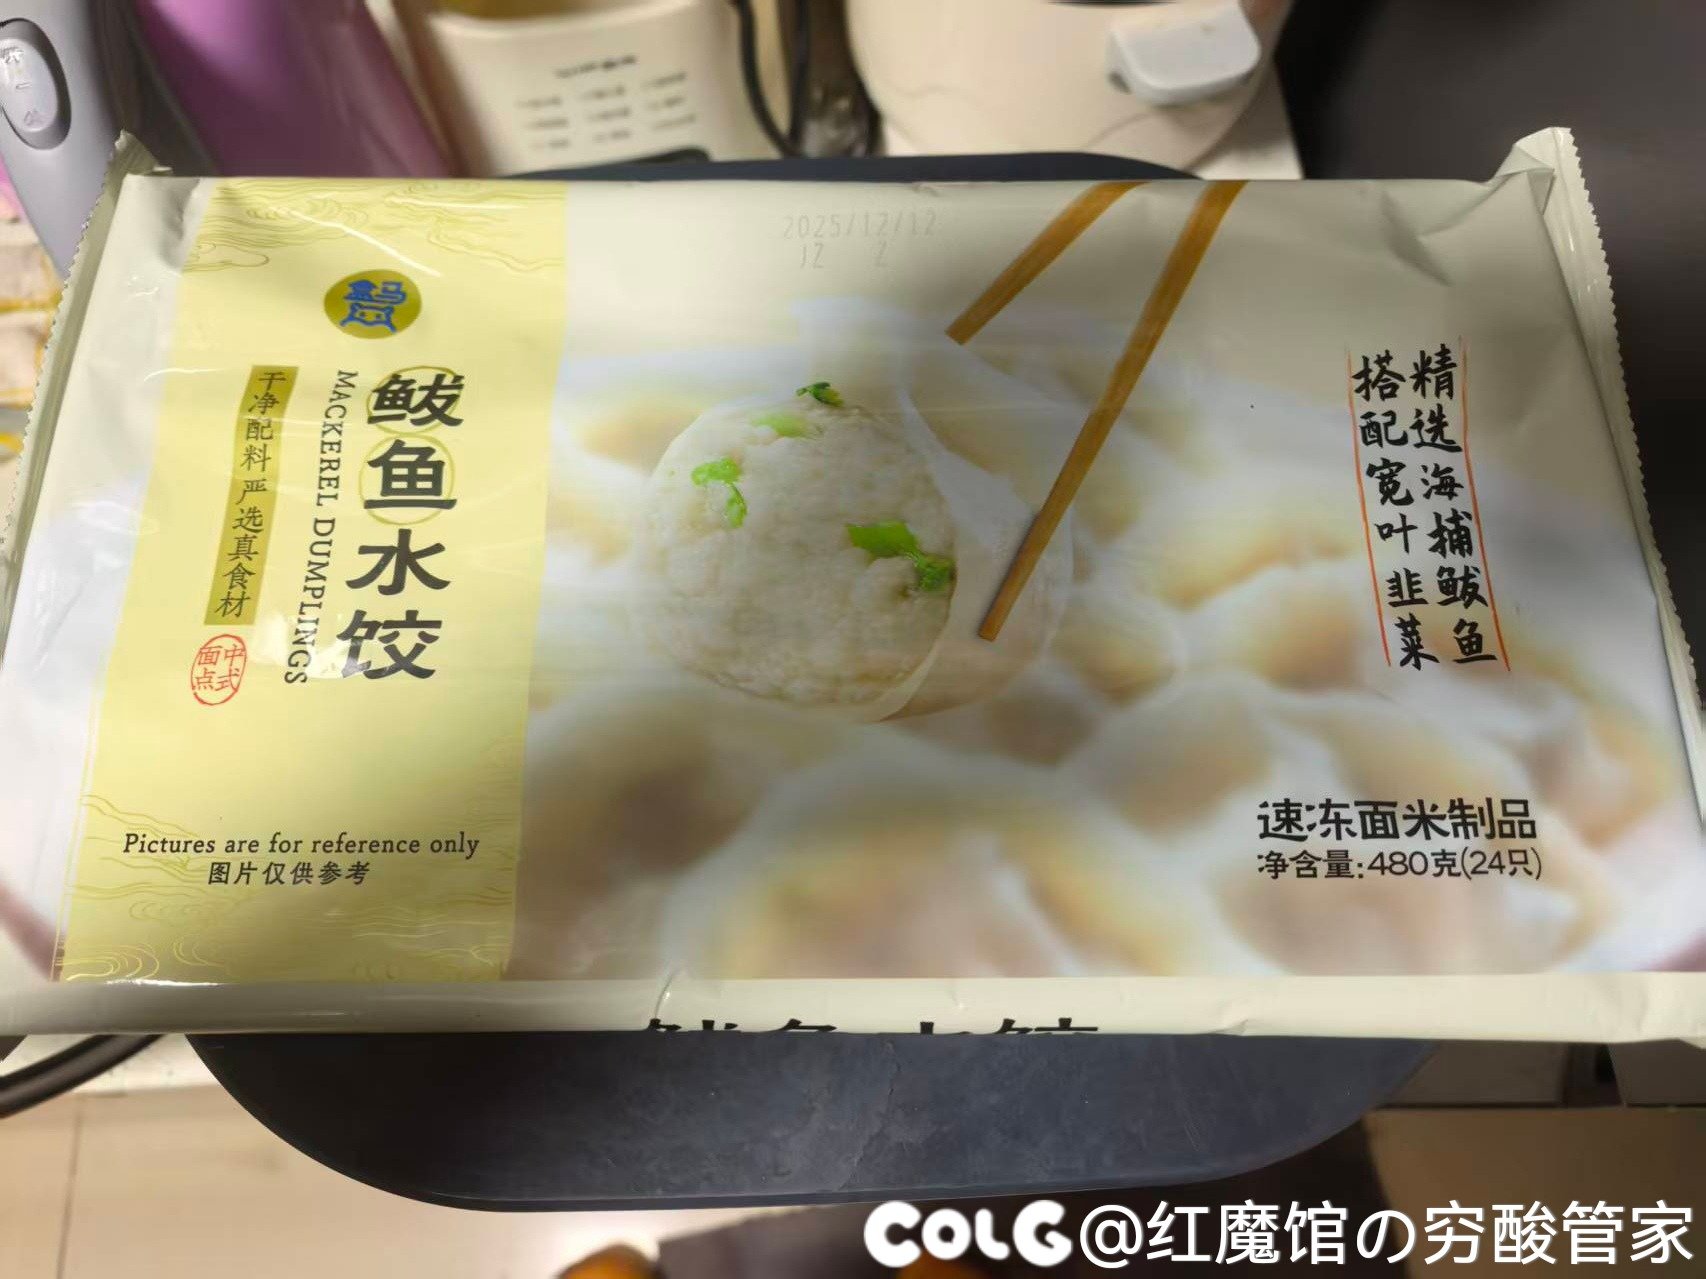 2025/12/12
JZ Z
盒马
鲅鱼水饺
MACKEREL DUMPLINGS
干净配料 严选真食材
中式
面点
精选海捕鲅鱼
搭配宽叶韭菜
Pictures are for reference only
图片仅供参考
速冻面米制品
净含量:480克(24只)
COLG@红魔馆の穷酸管家